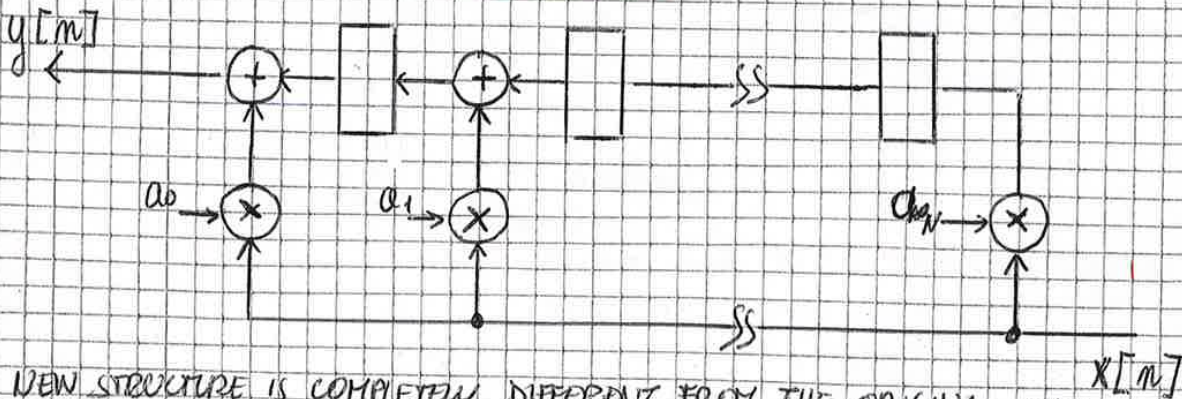 y[n]
+
+
a₀
×
a₁
×
N
×
x[n]
NEW STRUCTURE IS COMPLETELY DIFFERENT FROM THE